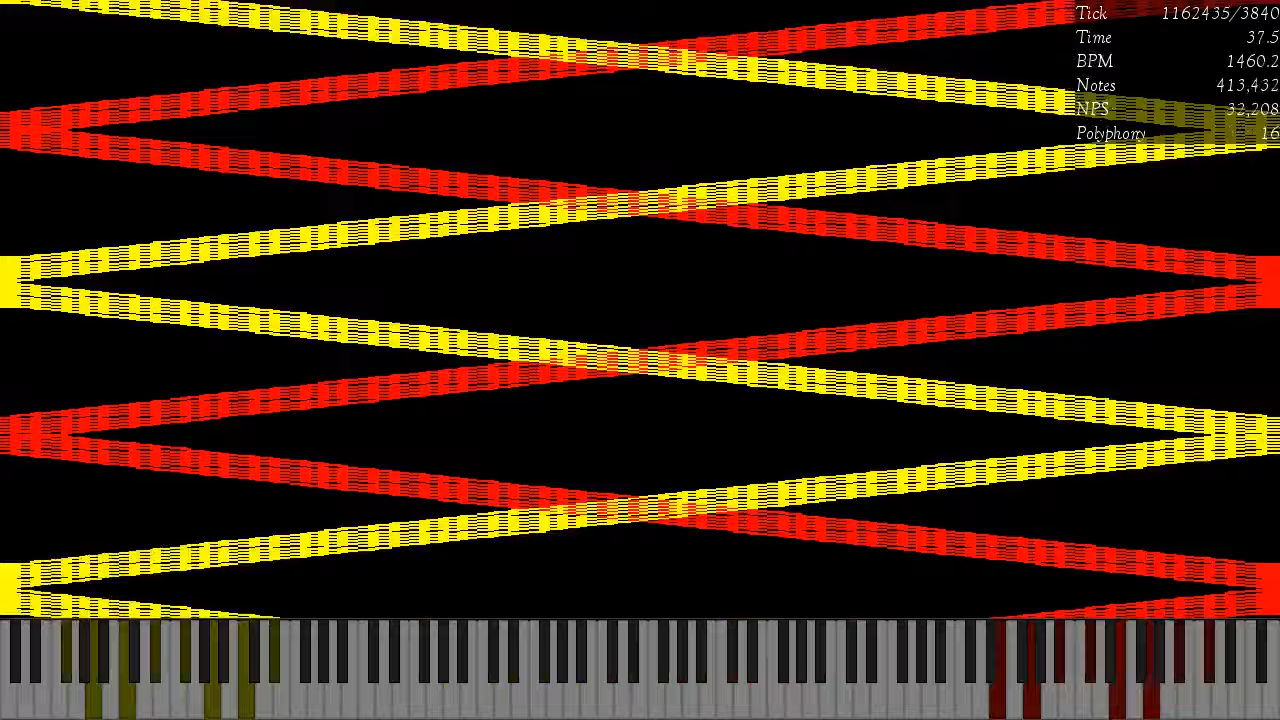 Tick 1162435/3840
Time 37.5
BPM 1460.2
Notes 413,432
NPS 32,208
Polyphony 16